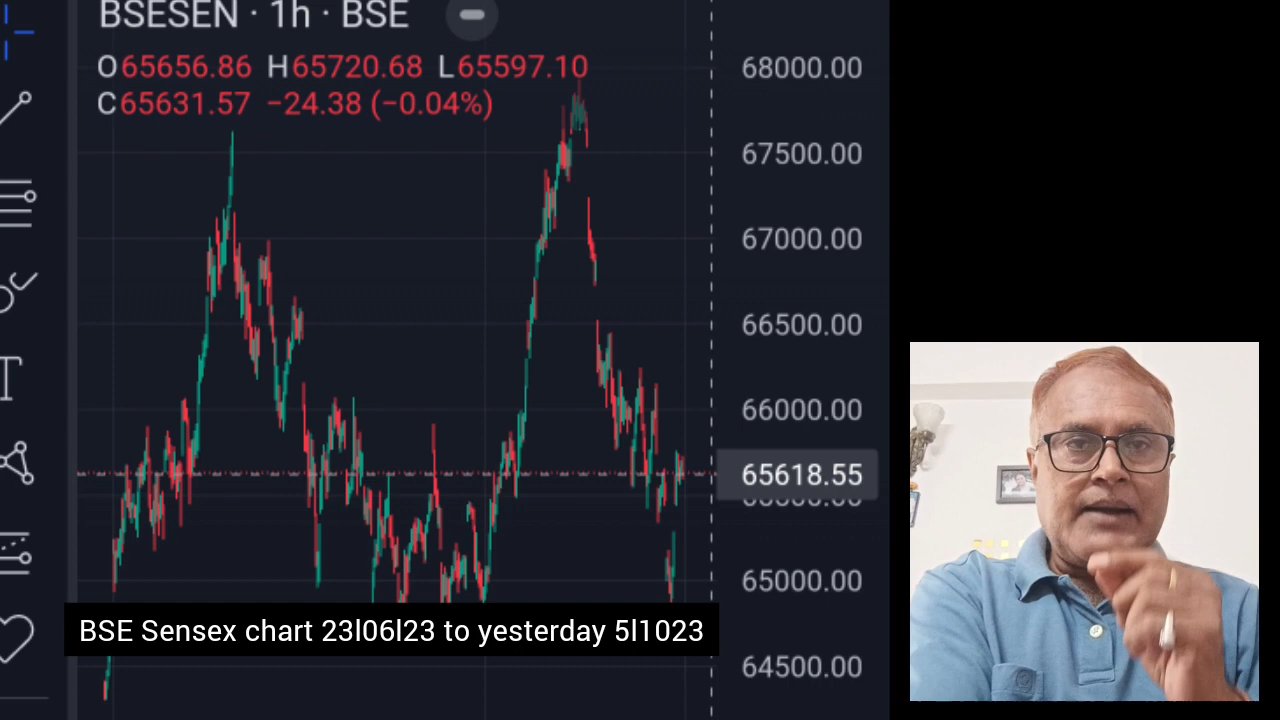 BSESEN · 1h · BSE
O65656.86 H65720.68 L65597.10
C65631.57 −24.38 (−0.04%)
68000.00
67500.00
67000.00
66500.00
66000.00
65618.55
65000.00
64500.00
BSE Sensex chart 23l06l23 to yesterday 5l1023